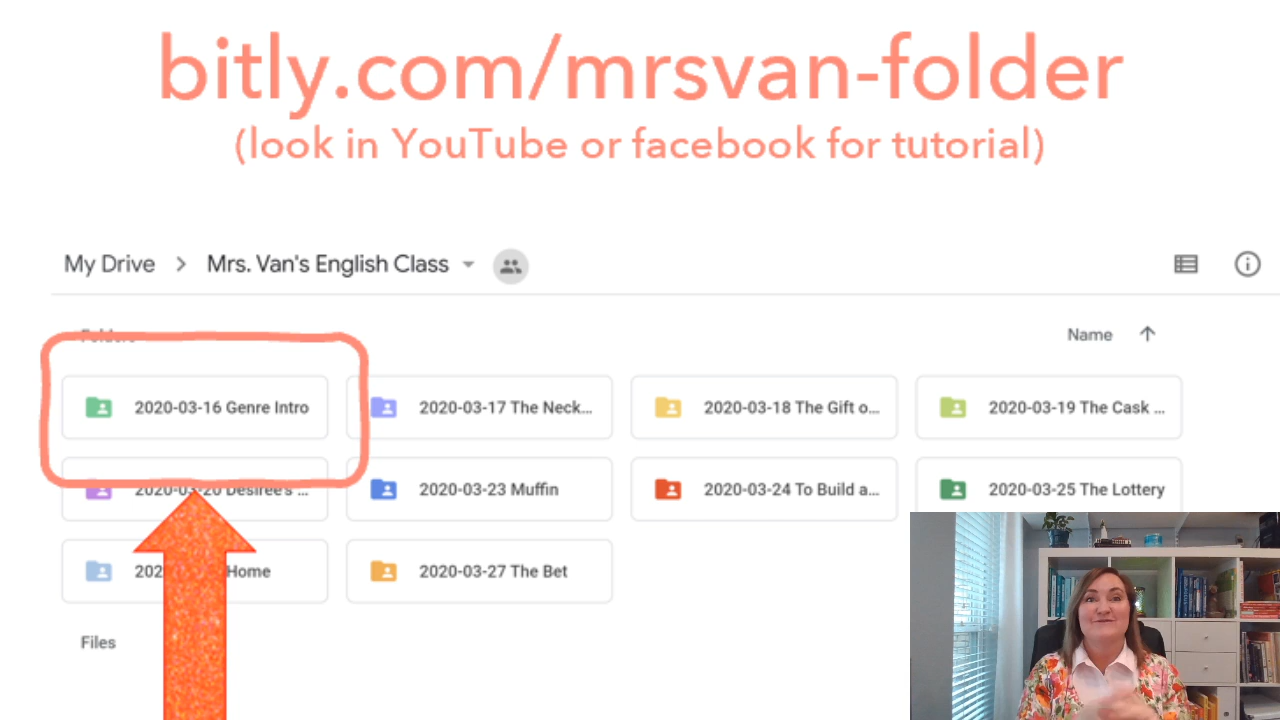 bitly.com/mrsvan-folder
(look in YouTube or facebook for tutorial)
My Drive > Mrs. Van's English Class
Folders
Name
2020-03-16 Genre Intro
2020-03-17 The Neck...
2020-03-18 The Gift o...
2020-03-19 The Cask ...
2020-03-20 Desiree's ...
2020-03-23 Muffin
2020-03-24 To Build a...
2020-03-25 The Lottery
Home
2020-03-27 The Bet
Files